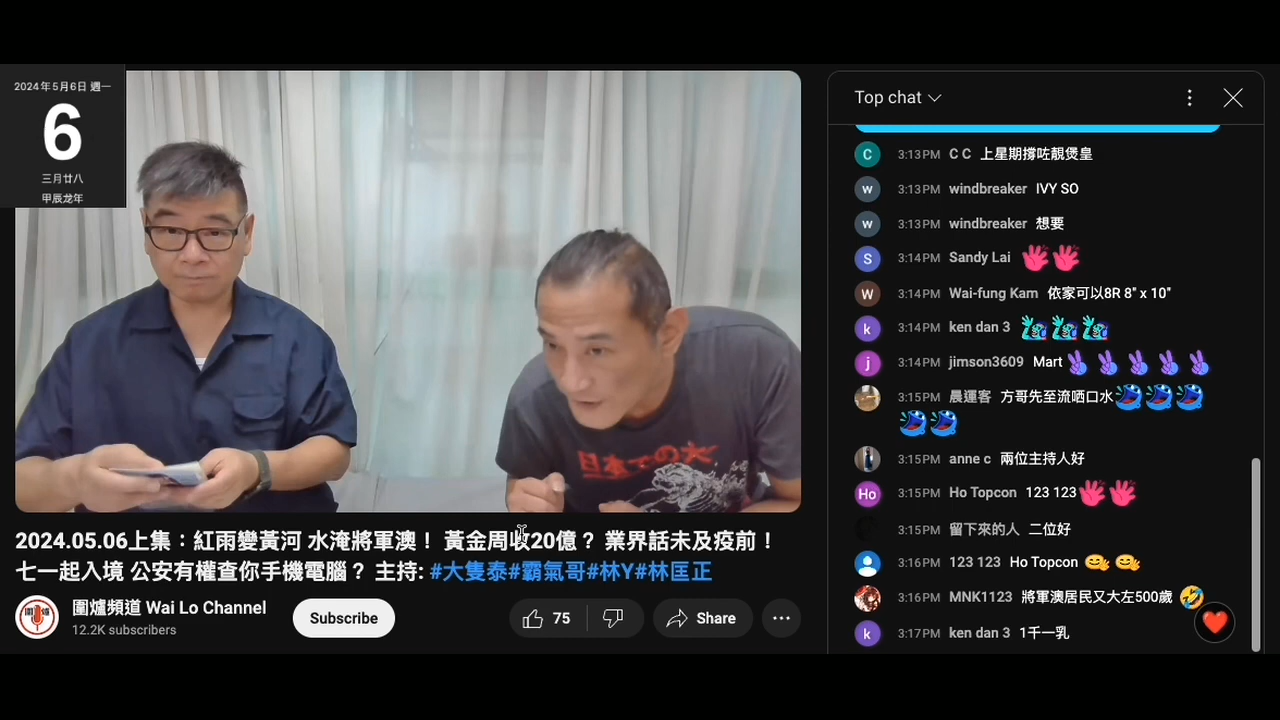 2024年5月6日 週一
6
三月廿八
甲辰龙年
日本での犬
2024.05.06上集：紅雨變黃河 水淹將軍澳！ 黃金周收20億？ 業界話未及疫前！
七一起入境 公安有權查你手機電腦？ 主持: #大隻泰#霸氣哥#林Y#林匡正
圍爐頻道 Wai Lo Channel
12.2K subscribers
Subscribe
75
Share
Top chat
C 3:13PM C C 上星期撐咗靚煲皇
w 3:13PM windbreaker IVY SO
w 3:13PM windbreaker 想要
S 3:14PM Sandy Lai
W 3:14PM Wai-fung Kam 依家可以8R 8" x 10"
k 3:14PM ken dan 3
j 3:14PM jimson3609 Mart
3:15PM 晨運客 方哥先至流哂口水
3:15PM anne c 兩位主持人好
Ho 3:15PM Ho Topcon 123 123
3:15PM 留下來的人 二位好
3:16PM 123 123 Ho Topcon
3:16PM MNK1123 將軍澳居民又大左500歲
k 3:17PM ken dan 3 1千一乳